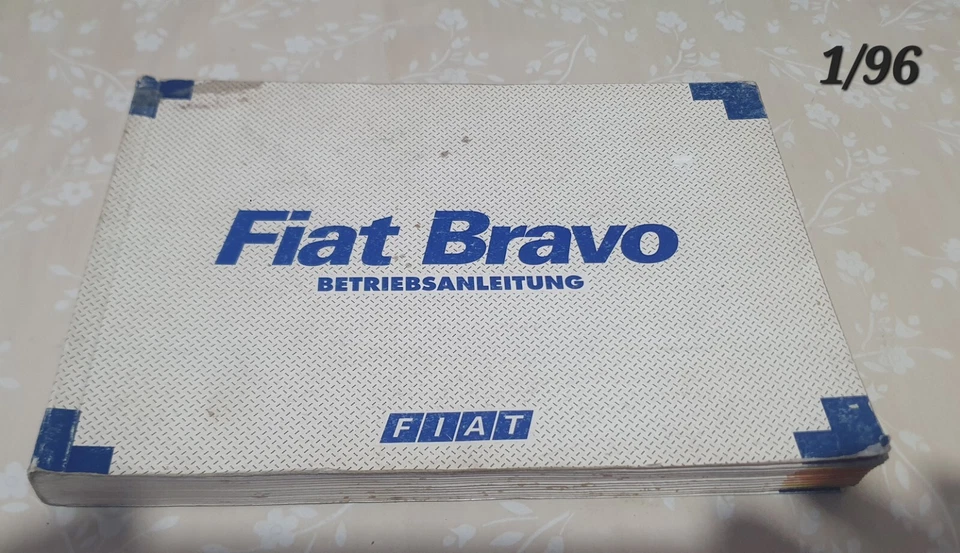 1/96
Fiat Bravo
BETRIEBSANLEITUNG
FIAT